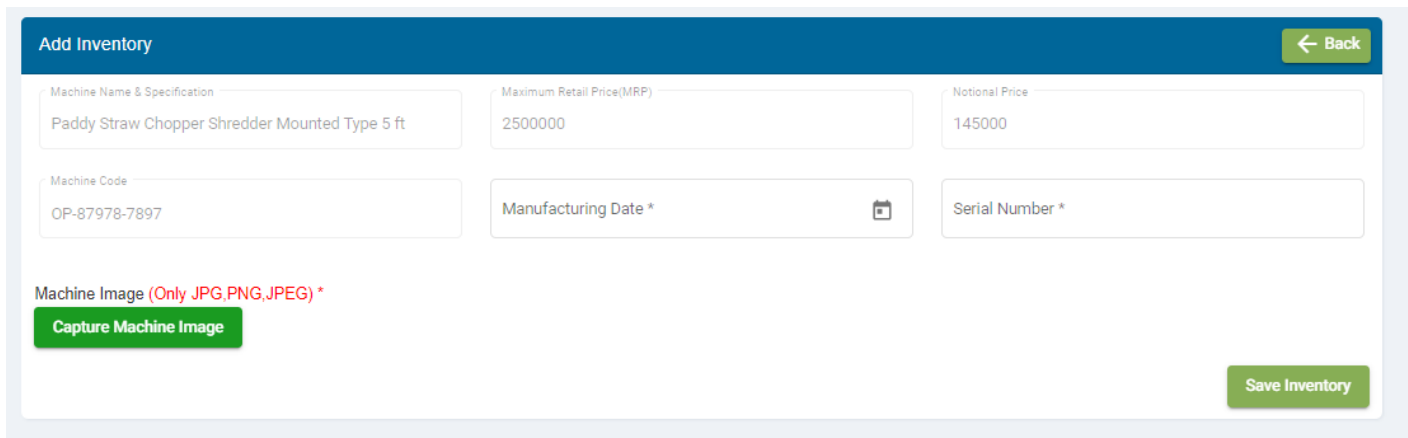 Add Inventory
Back
Machine Name & Specification
Paddy Straw Chopper Shredder Mounted Type 5 ft
Maximum Retail Price(MRP)
2500000
Notional Price
145000
Machine Code
OP-87978-7897
Manufacturing Date *
Serial Number *
Machine Image (Only JPG,PNG,JPEG) *
Capture Machine Image
Save Inventory